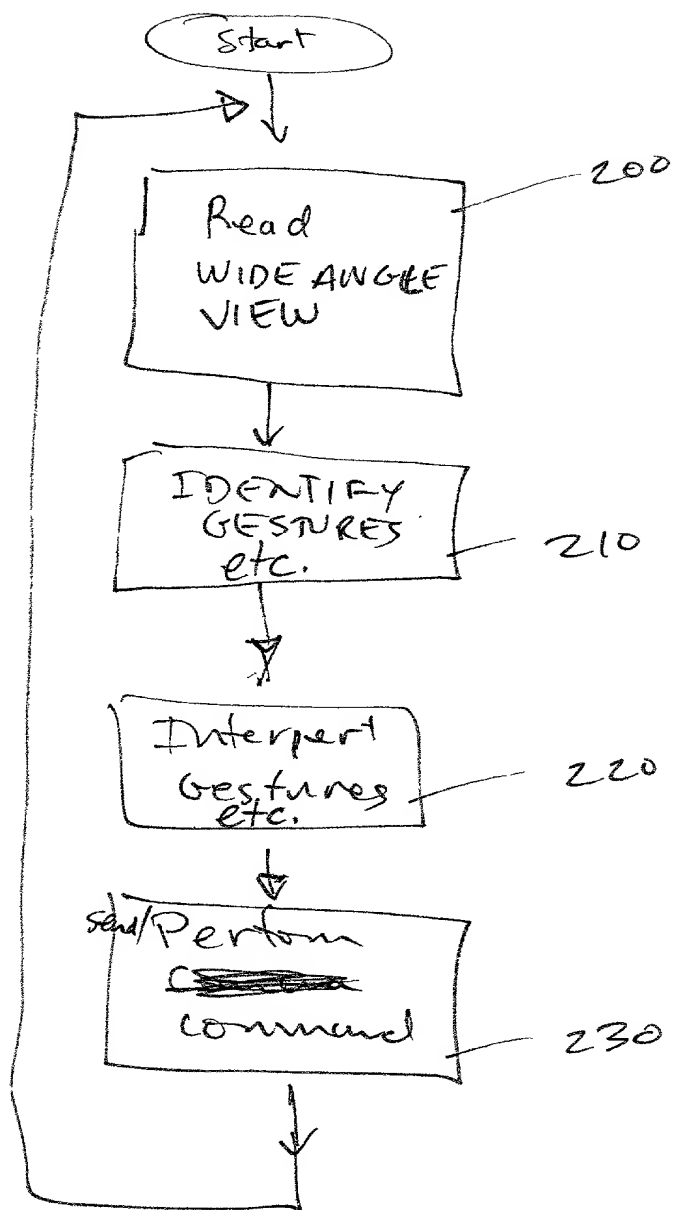 Start
200
Read
WIDE ANGLE
VIEW
IDENTIFY
GESTURES
etc.
210
Interpert
Gestures
etc.
220
send/Perform
command
230